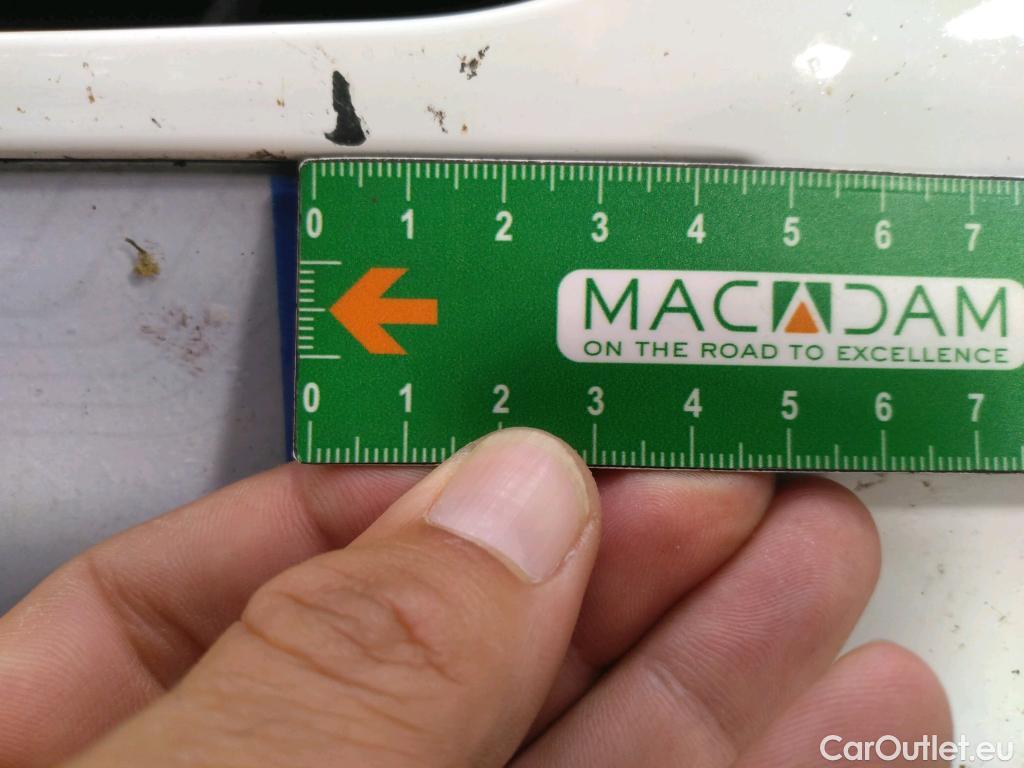 0 1 2 3 4 5 6 7
MACADAM
ON THE ROAD TO EXCELLENCE
0 1 2 3 4 5 6 7
CarOutlet.eu